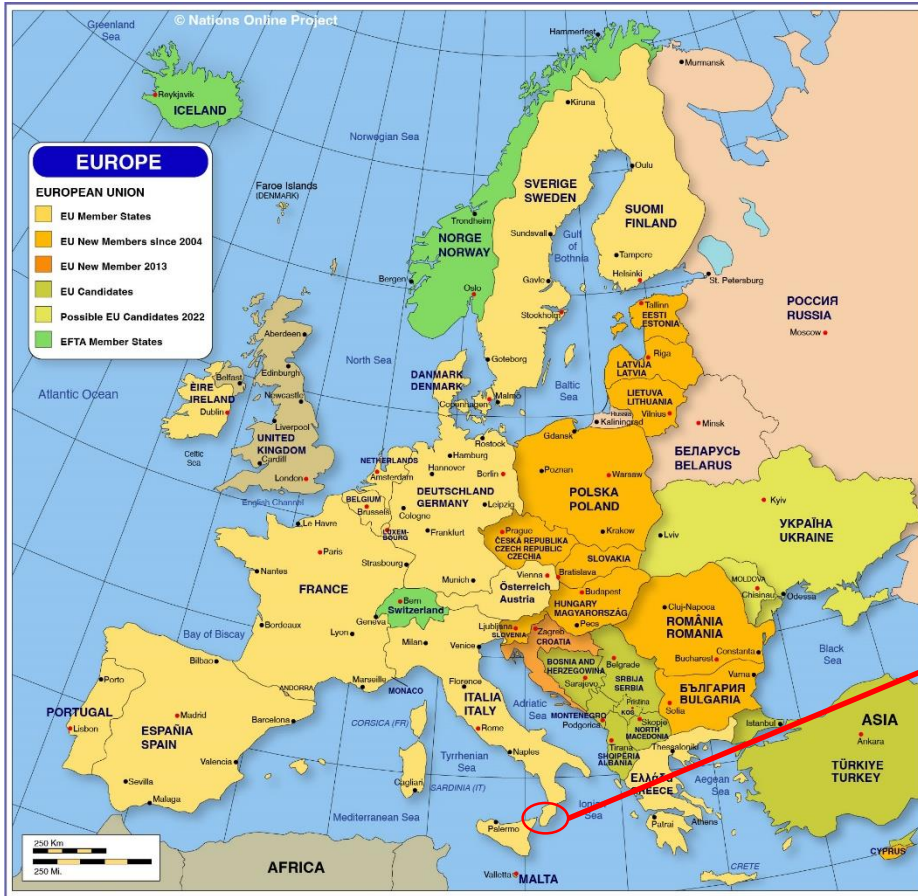 © Nations Online Project
Greenland
Sea
Hammerfest
Murmansk
Reykjavik
ICELAND
Kiruna
Norwegian Sea
EUROPE
EUROPEAN UNION
EU Member States
EU New Members since 2004
EU New Member 2013
EU Candidates
Possible EU Candidates 2022
EFTA Member States
Faroe Islands
(DENMARK)
Oulu
SVERIGE
SWEDEN
SUOMI
FINLAND
Trondheim
NORGE
NORWAY
Sundsvall
Gulf
of
Bothnia
Tampere
Bergen
Oslo
Gavle
Helsinki
St. Petersburg
Stockholm
Tallinn
EESTI
ESTONIA
РОССИЯ
RUSSIA
Moscow
Aberdeen
North Sea
Goteborg
Riga
LATVIJA
LATVIA
Edinburgh
DANMARK
DENMARK
Baltic
Sea
Atlantic Ocean
ÉIRE
IRELAND
Belfast
Newcastle
Copenhagen
Malmö
LIETUVA
LITHUANIA
Vilnius
Dublin
Liverpool
Kaliningrad
Minsk
БЕЛАРУСЬ
BELARUS
Celtic
Sea
UNITED
KINGDOM
Cardiff
London
Rostock
Gdansk
Hamburg
NETHERLANDS
Amsterdam
Hannover
Berlin
Poznan
Warsaw
English Channel
BELGIUM
Brussels
DEUTSCHLAND
GERMANY
Leipzig
POLSKA
POLAND
Cologne
Kyiv
УКРАЇНА
UKRAINE
Le Havre
LUXEM-
BOURG
Frankfurt
Prague
ČESKÁ REPUBLIKA
CZECH REPUBLIC
CZECHIA
Krakow
Lviv
Paris
Strasbourg
SLOVAKIA
Nantes
Munich
Vienna
Bratislava
Österreich
Austria
MOLDOVA
Chisinau
FRANCE
Bern
Switzerland
Budapest
HUNGARY
MAGYARORSZÁG
Cluj-Napoca
Odessa
Geneva
Bordeaux
Lyon
Milan
Venice
Ljubljana
SLOVENIA
Zagreb
CROATIA
Pecs
ROMÂNIA
ROMANIA
Bay of Biscay
Bilbao
BOSNIA AND
HERZEGOWINA
Sarajevo
Belgrade
SRBIJA
SERBIA
Bucharest
Constanta
Black
Sea
Porto
ANDORRA
Marseille
MONACO
Florence
ITALIA
ITALY
Adriatic
Sea
Varna
БЪЛГАРИЯ
BULGARIA
Sofia
PORTUGAL
Lisbon
Madrid
ESPAÑIA
SPAIN
Barcelona
CORSICA (FR)
Rome
MONTENEGRO
Podgorica
Pristina
KOS
Skopje
NORTH
MACEDONIA
Tirana
SHQIPËRIA
ALBANIA
Istanbul
ASIA
Ankara
TÜRKIYE
TURKEY
Valencia
Tyrrhenian
Sea
Naples
Thessaloniki
Ελλάδα
GREECE
Aegean
Sea
Sevilla
Malaga
Cagliari
SARDINIA (IT)
Mediterranean Sea
Palermo
Ionian
Sea
Patrai
Athens
250 Km
250 Mi.
AFRICA
Valletta
MALTA
CRETE
CYPRUS